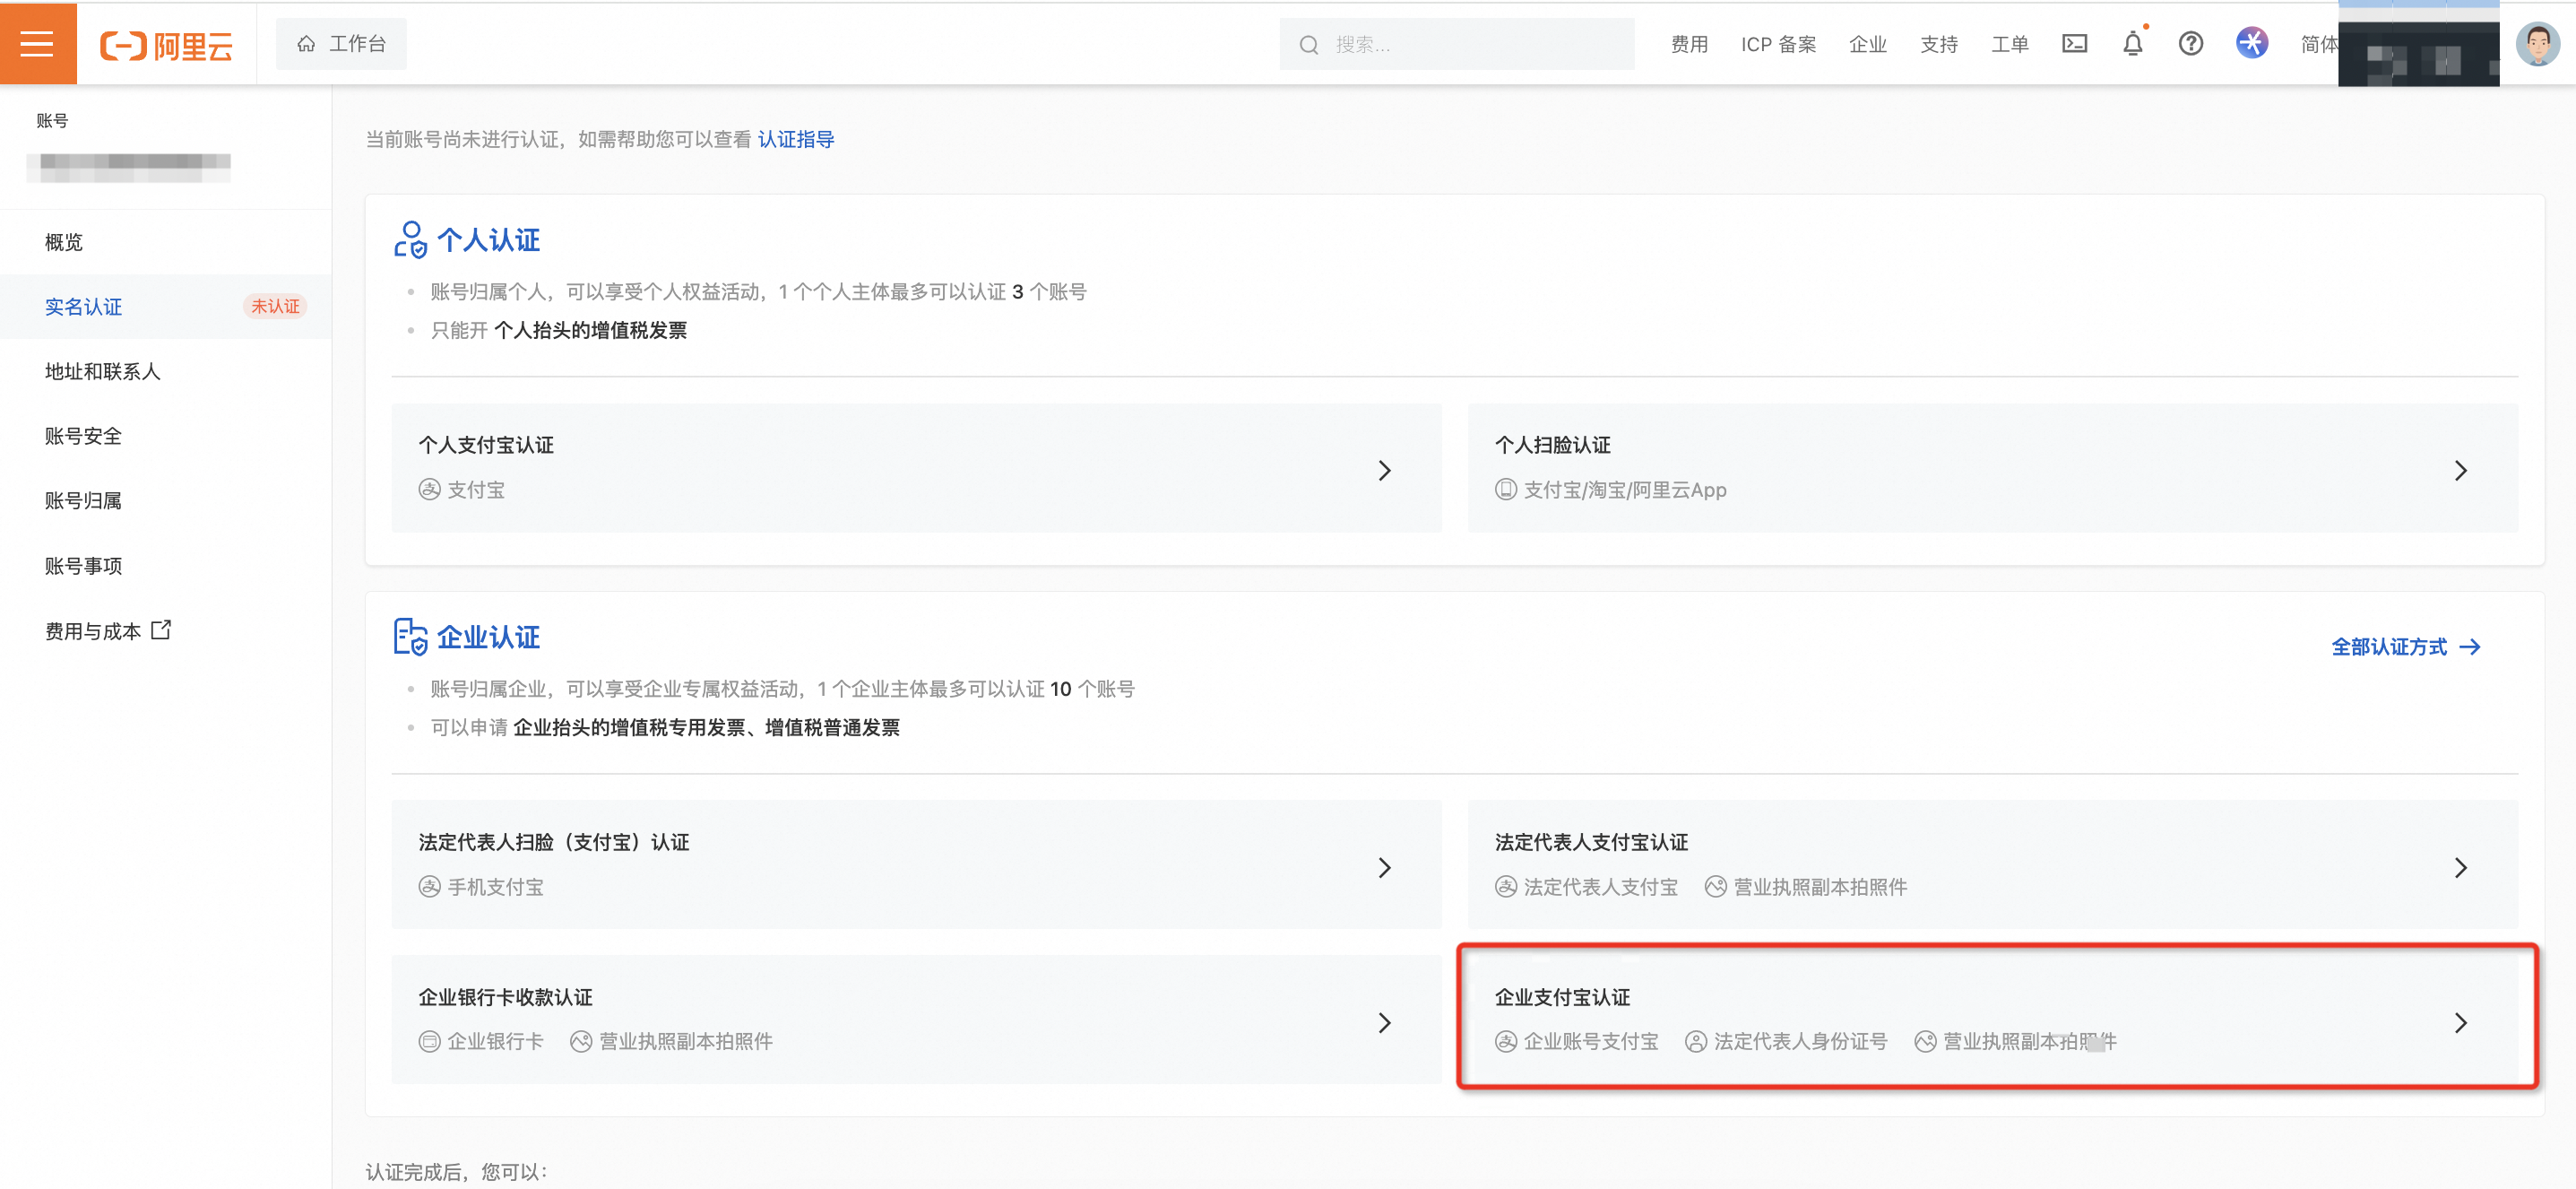 阿里云
工作台
搜索...
费用
ICP 备案
企业
支持
工单
简体
账号
概览
实名认证
未认证
地址和联系人
账号安全
账号归属
账号事项
费用与成本
当前账号尚未进行认证，如需帮助您可以查看 认证指导
个人认证
账号归属个人，可以享受个人权益活动，1 个个人主体最多可以认证 3 个账号
只能开 个人抬头的增值税发票
个人支付宝认证
支付宝
个人扫脸认证
支付宝/淘宝/阿里云App
企业认证
全部认证方式
账号归属企业，可以享受企业专属权益活动，1 个企业主体最多可以认证 10 个账号
可以申请 企业抬头的增值税专用发票、增值税普通发票
法定代表人扫脸（支付宝）认证
手机支付宝
法定代表人支付宝认证
法定代表人支付宝 营业执照副本拍照件
企业银行卡收款认证
企业银行卡 营业执照副本拍照件
企业支付宝认证
企业账号支付宝 法定代表人身份证号 营业执照副本拍照件
认证完成后，您可以：